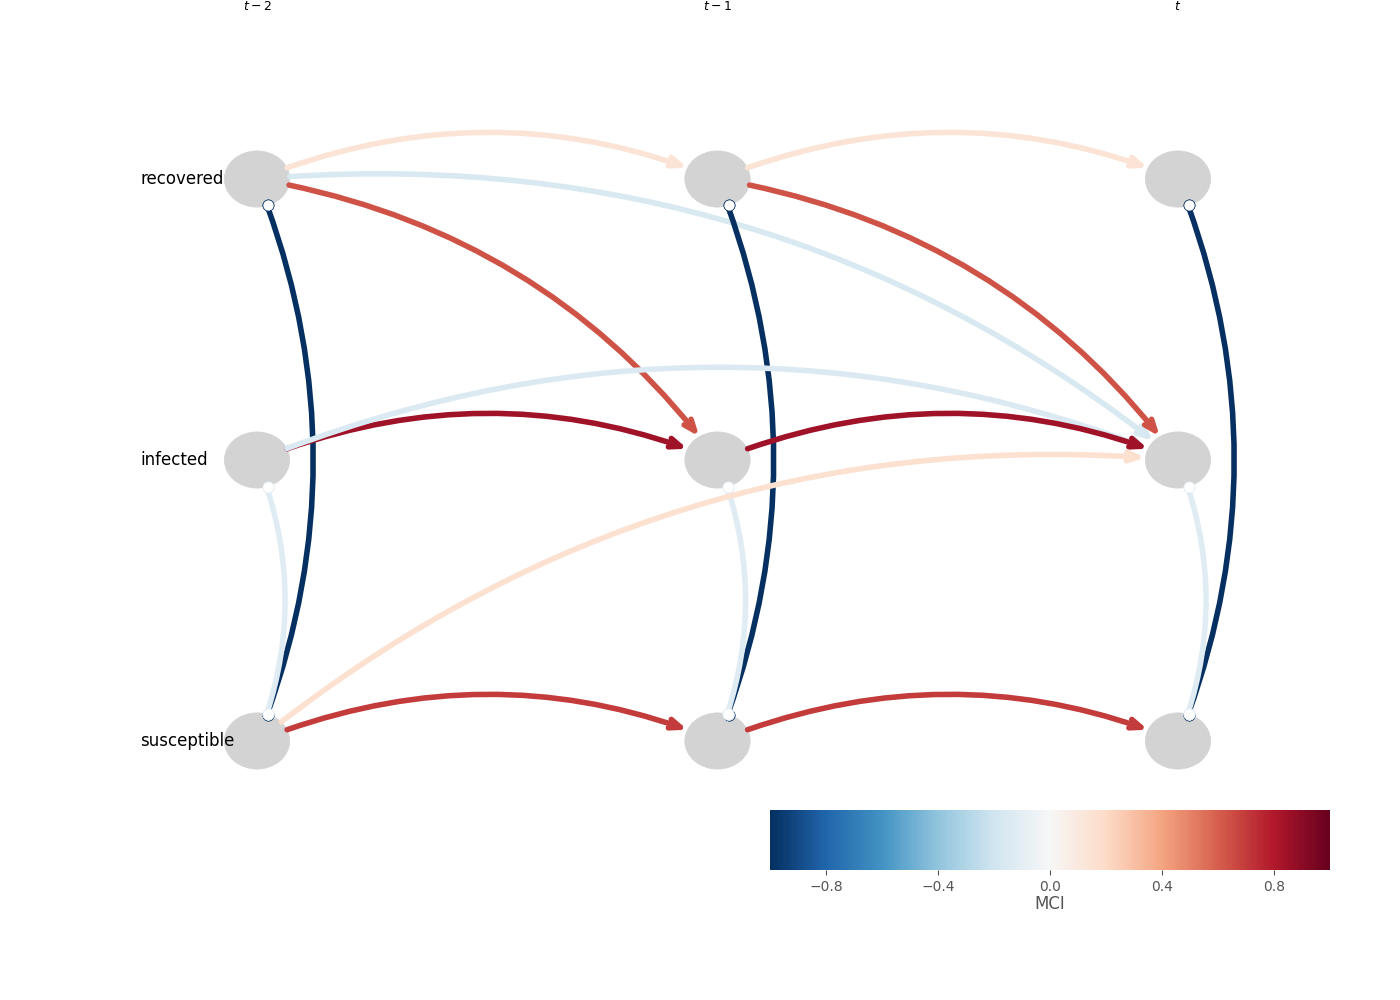 t − 2 t − 1 t
recovered
infected
susceptible
−0.8 −0.4 0.0 0.4 0.8
MCI